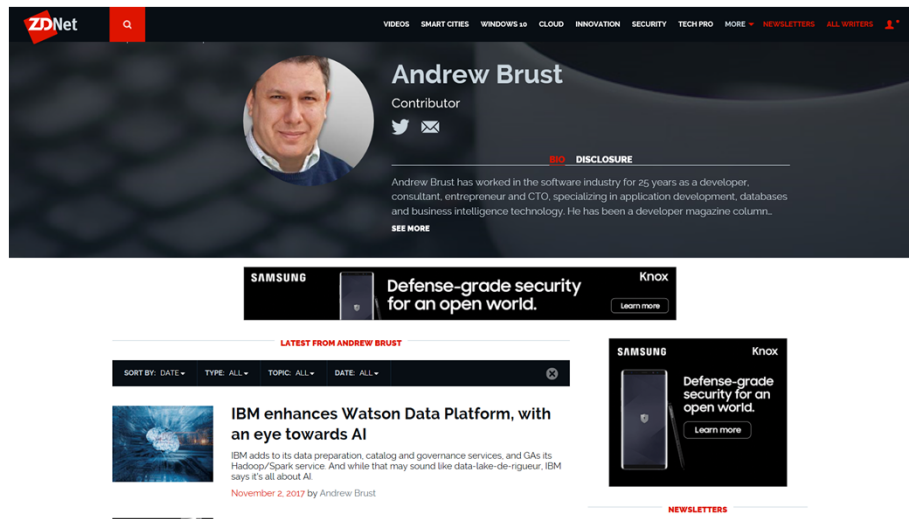 ZDNet
VIDEOS SMART CITIES WINDOWS 10 CLOUD INNOVATION SECURITY TECH PRO MORE NEWSLETTERS ALL WRITERS
Andrew Brust
Contributor
BIO DISCLOSURE
Andrew Brust has worked in the software industry for 25 years as a developer,
consultant, entrepreneur and CTO, specializing in application development, databases
and business intelligence technology. He has been a developer magazine column...
SEE MORE
SAMSUNG
Defense-grade security
for an open world.
Knox
Learn more
LATEST FROM ANDREW BRUST
SORT BY: DATE TYPE: ALL TOPIC: ALL DATE: ALL
IBM enhances Watson Data Platform, with
an eye towards AI
IBM adds to its data preparation, catalog and governance services, and GAs its
Hadoop/Spark service. And while that may sound like data-lake-de-rigueur, IBM
says it's all about AI.
November 2, 2017 by Andrew Brust
SAMSUNG Knox
Defense-grade
security for an
open world.
Learn more
NEWSLETTERS